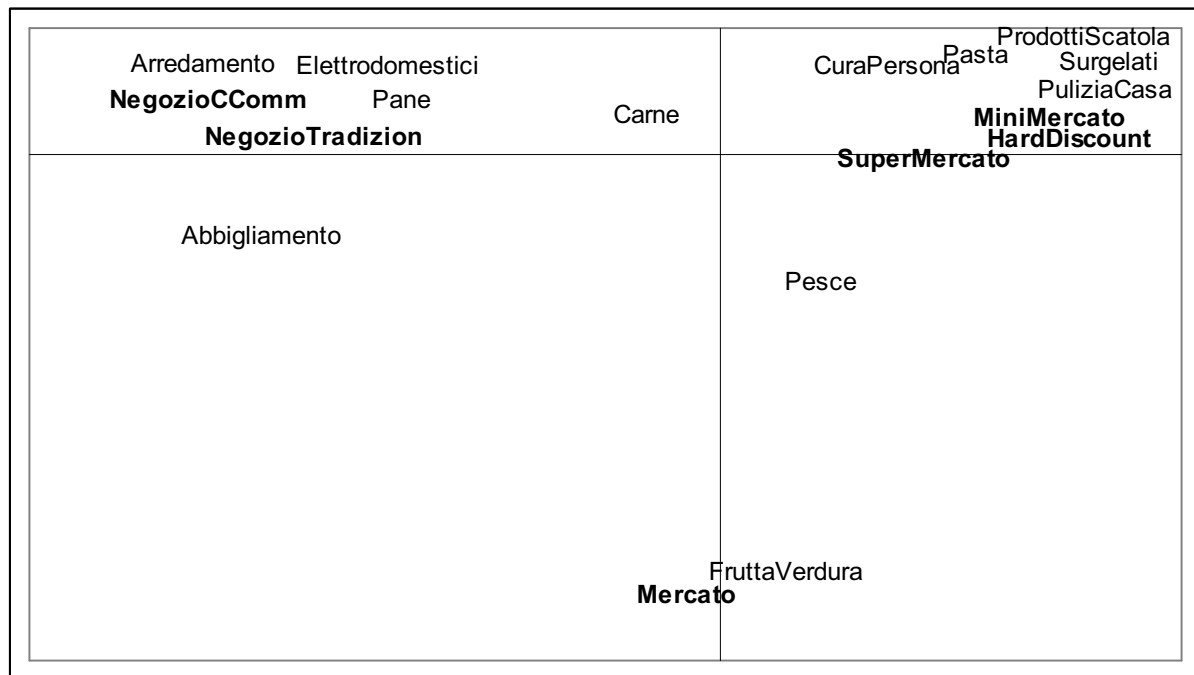 ProdottiScatola
Arredamento
Elettrodomestici
CuraPersona
Pasta
Surgelati
NegozioCComm
Pane
PuliziaCasa
Carne
MiniMercato
NegozioTradizion
HardDiscount
SuperMercato
Abbigliamento
Pesce
FruttaVerdura
Mercato